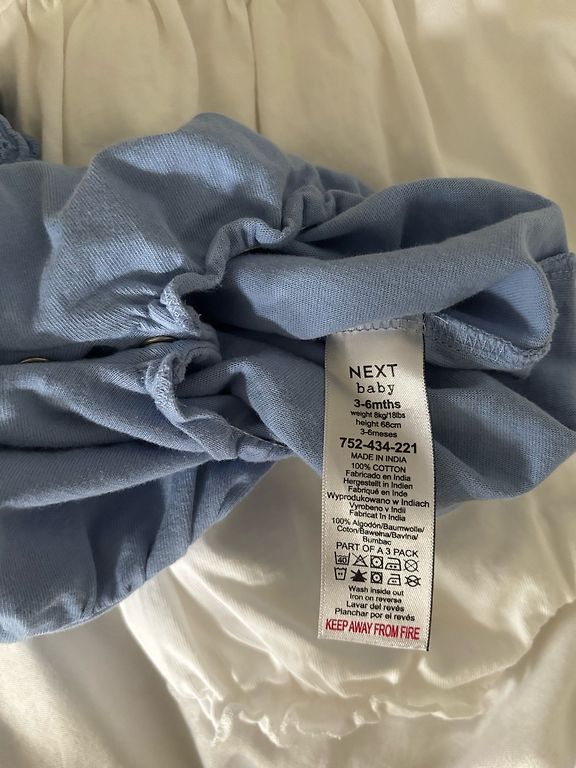 NEXT
baby
3-6mths
weight 8kg/18lbs
height 68cm
3-6meses
752-434-221
MADE IN INDIA
100% COTTON
Fabricado en India
Hergestellt in Indien
Fabriqué en Inde
Wyprodukowano w Indiach
Vyrobeno v Indii
Fabricat în India
100% Algodón/Baumwolle/
Coton/Bawełna/Bavlna/
Bumbac
PART OF A 3 PACK
40
Wash inside out
Iron on reverse
Lavar del revés
Planchar por el revés
KEEP AWAY FROM FIRE